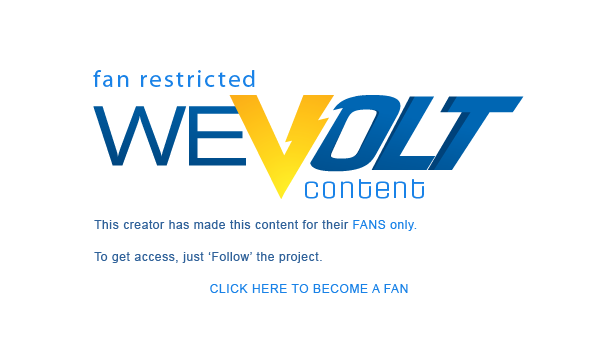 fan restricted
WEVOLT
content
This creator has made this content for their FANS only.
To get access, just ‘Follow’ the project.
CLICK HERE TO BECOME A FAN